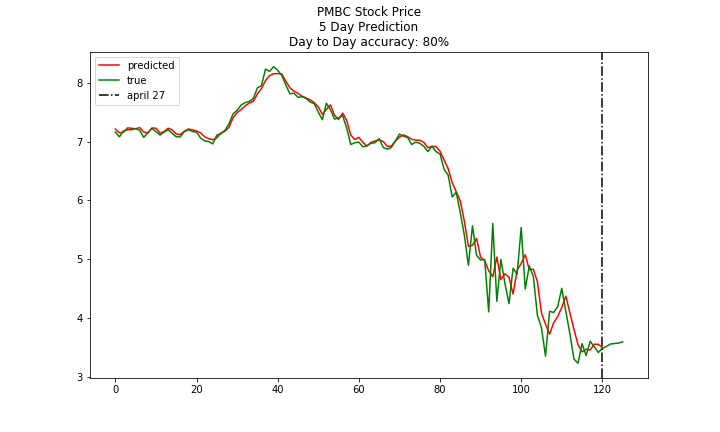 PMBC Stock Price
5 Day Prediction
Day to Day accuracy: 80%
predicted
true
april 27
8
7
6
5
4
3
0
20
40
60
80
100
120